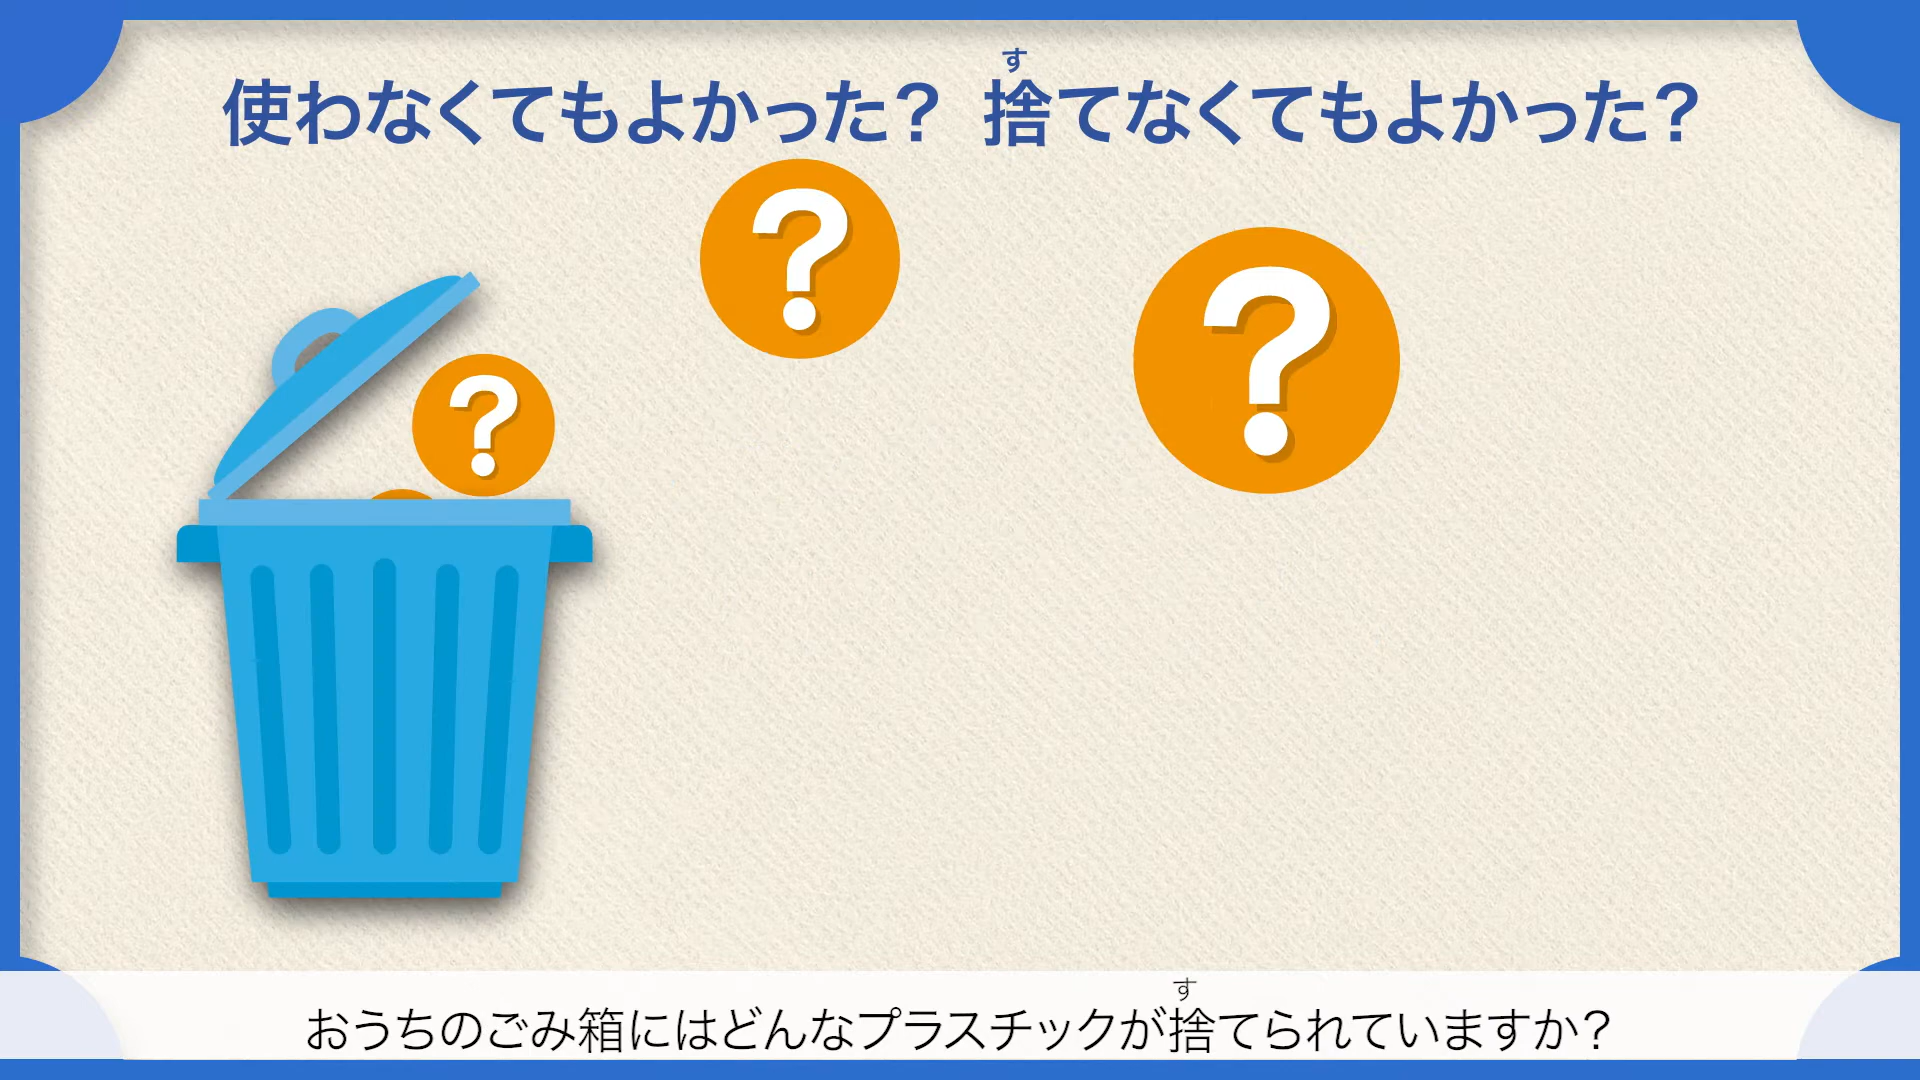 使わなくてもよかった？ 捨てなくてもよかった？
す
?
?
?
おうちのごみ箱にはどんなプラスチックが捨てられていますか？
す